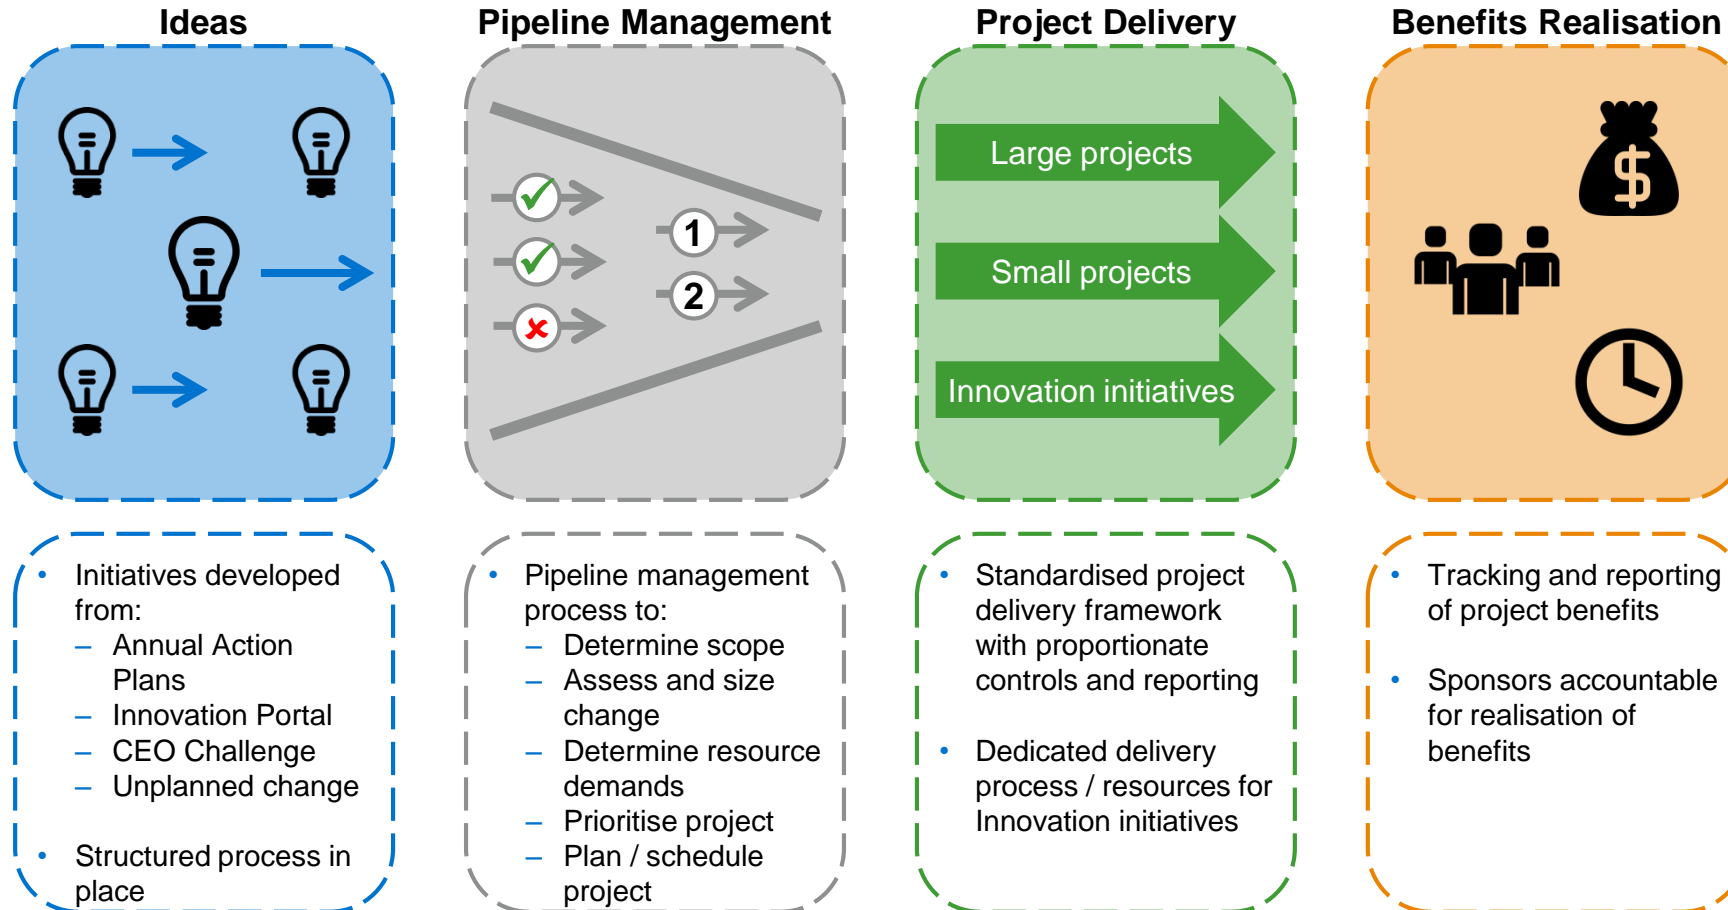 Ideas
Pipeline Management
Project Delivery
Benefits Realisation
1
2
Large projects
Small projects
Innovation initiatives
$
• Initiatives developed
from:
– Annual Action
Plans
– Innovation Portal
– CEO Challenge
– Unplanned change
• Structured process in
place
• Pipeline management
process to:
– Determine scope
– Assess and size
change
– Determine resource
demands
– Prioritise project
– Plan / schedule
project
• Standardised project
delivery framework
with proportionate
controls and reporting
• Dedicated delivery
process / resources for
Innovation initiatives
• Tracking and reporting
of project benefits
• Sponsors accountable
for realisation of
benefits